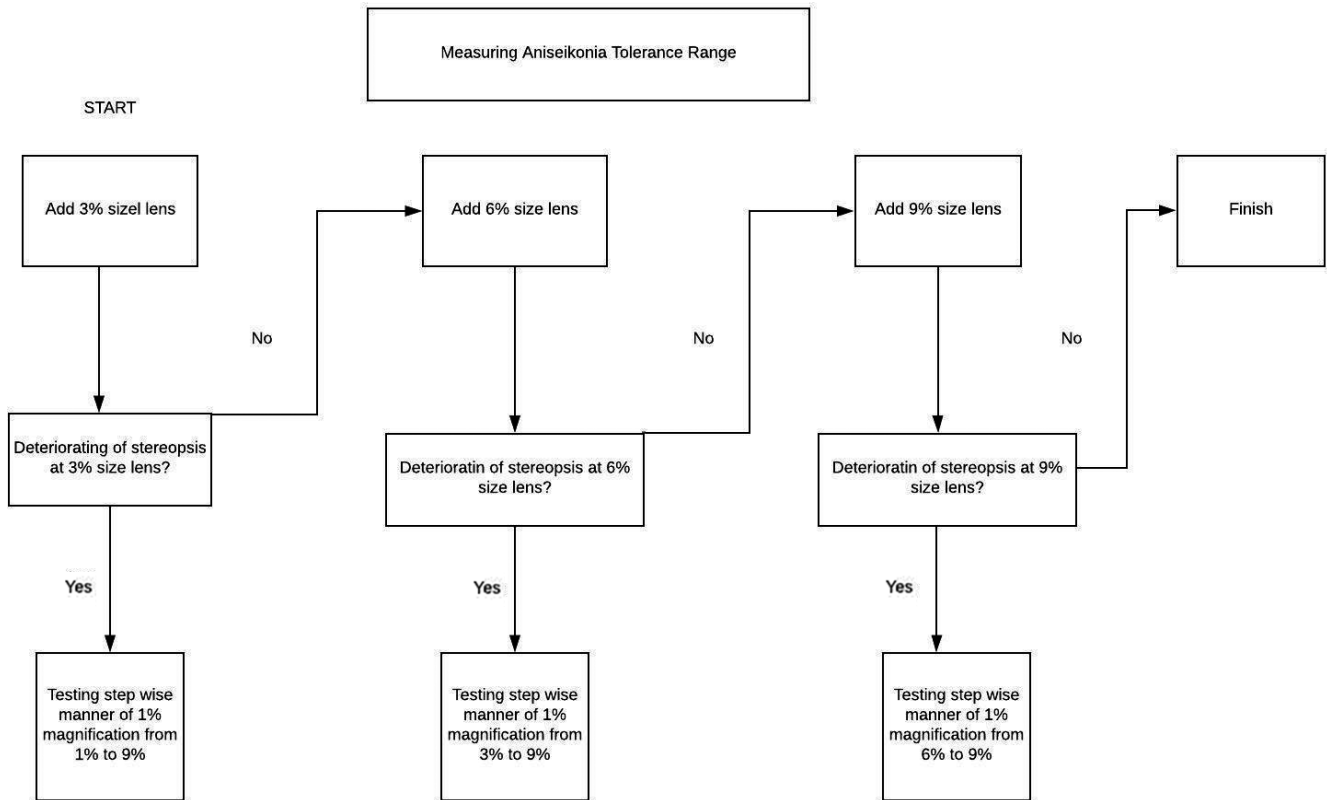 Measuring Aniseikonia Tolerance Range
START
Add 3% sizel lens
Add 6% size lens
Add 9% size lens
Finish
No
No
No
Deteriorating of stereopsis
at 3% size lens?
Deterioratin of stereopsis at 6%
size lens?
Deterioratin of stereopsis at 9%
size lens?
Yes
Yes
Yes
Testing step wise
manner of 1%
magnification from
1% to 9%
Testing step wise
manner of 1%
magnification from
3% to 9%
Testing step wise
manner of 1%
magnification from
6% to 9%